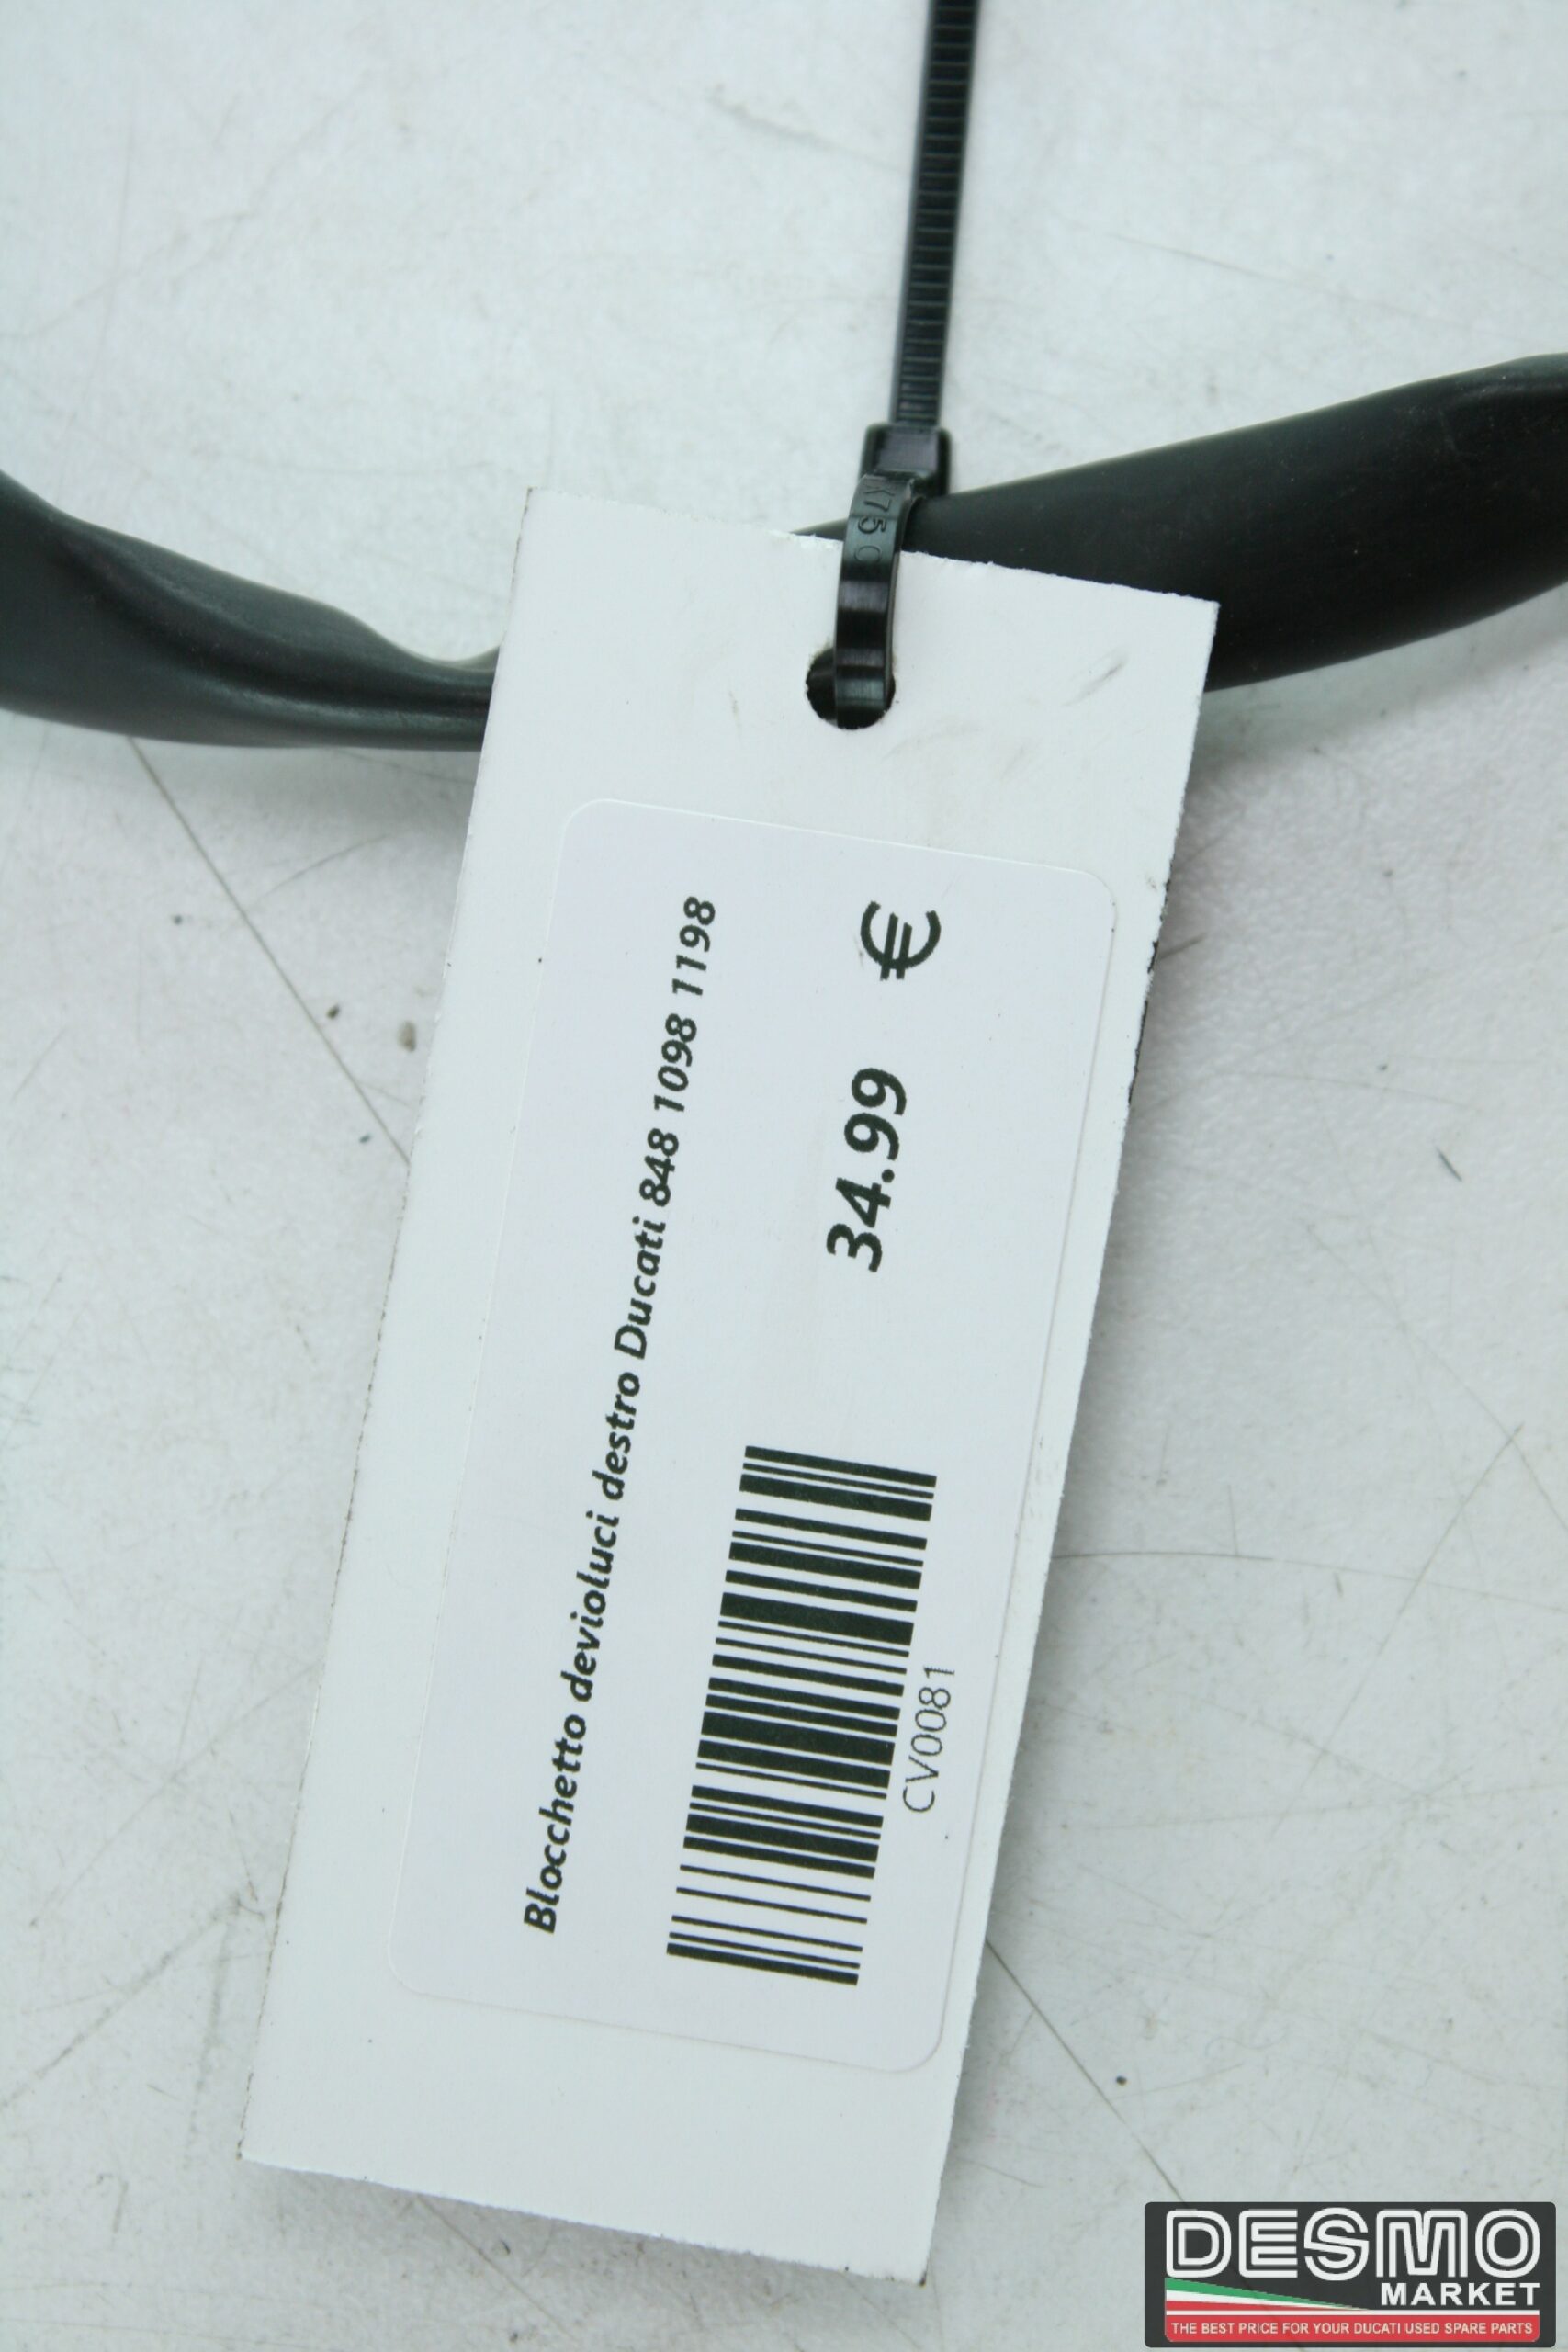 Blocchetto devioluci destro Ducati 848 1098 1198
34.99 €
CV0081
DESMO
MARKET
THE BEST PRICE FOR YOUR DUCATI USED SPARE PARTS